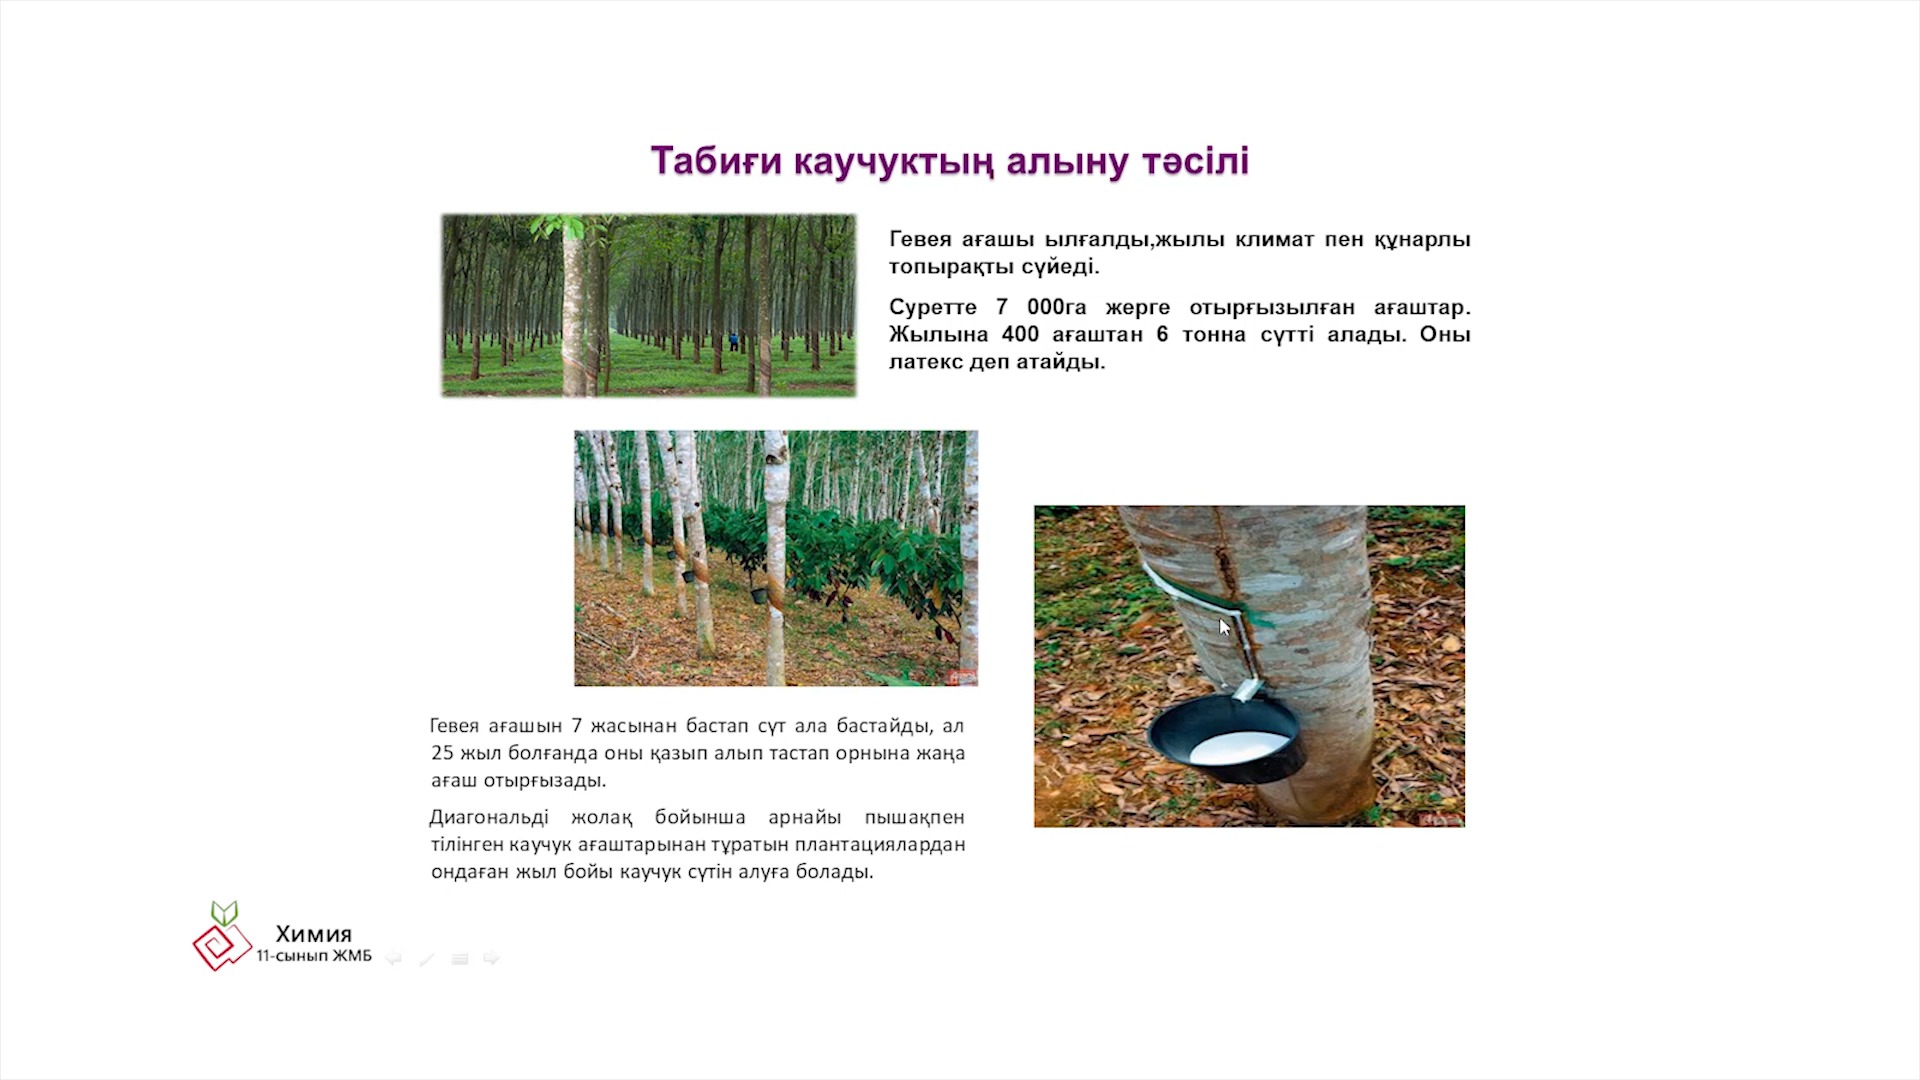 Табиғи каучуктың алыну тәсілі
Гевея ағашы ылғалды,жылы климат пен құнарлы
топырақты сүйеді.
Суретте 7 000га жерге отырғызылған ағаштар.
Жылына 400 ағаштан 6 тонна сүтті алады. Оны
латекс деп атайды.
Гевея ағашын 7 жасынан бастап сүт ала бастайды, ал
25 жыл болғанда оны қазып алып тастап орнына жаңа
ағаш отырғызады.
Диагональді жолақ бойынша арнайы пышақпен
тілінген каучук ағаштарынан тұратын плантациялардан
ондаған жыл бойы каучук сүтін алуға болады.
Химия
11-сынып ЖМБ